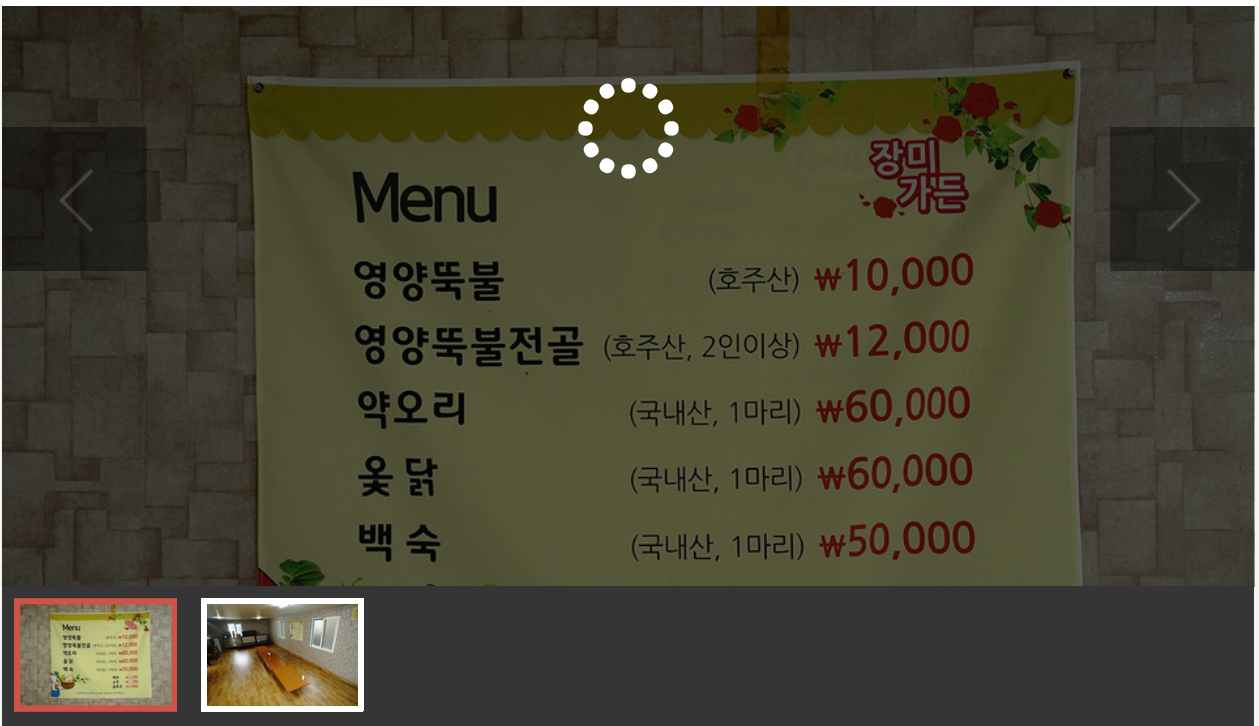 장미
가든
Menu
영양뚝불 (호주산) ₩10,000
영양뚝불전골 (호주산, 2인이상) ₩12,000
약오리 (국내산, 1마리) ₩60,000
옻 닭 (국내산, 1마리) ₩60,000
백 숙 (국내산, 1마리) ₩50,000